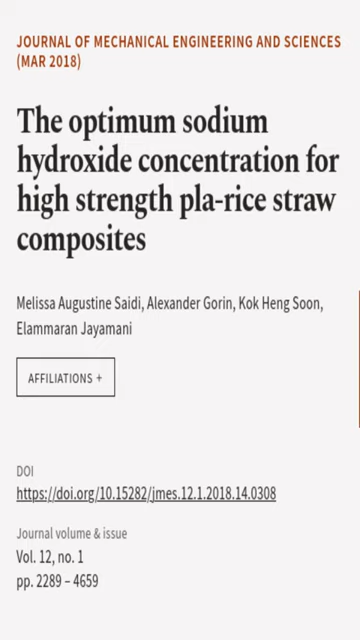 JOURNAL OF MECHANICAL ENGINEERING AND SCIENCES
(MAR 2018)
The optimum sodium
hydroxide concentration for
high strength pla-rice straw
composites
Melissa Augustine Saidi, Alexander Gorin, Kok Heng Soon,
Elammaran Jayamani
AFFILIATIONS +
DOI
https://doi.org/10.15282/jmes.12.1.2018.14.0308
Journal volume & issue
Vol. 12, no. 1
pp. 2289 – 4659